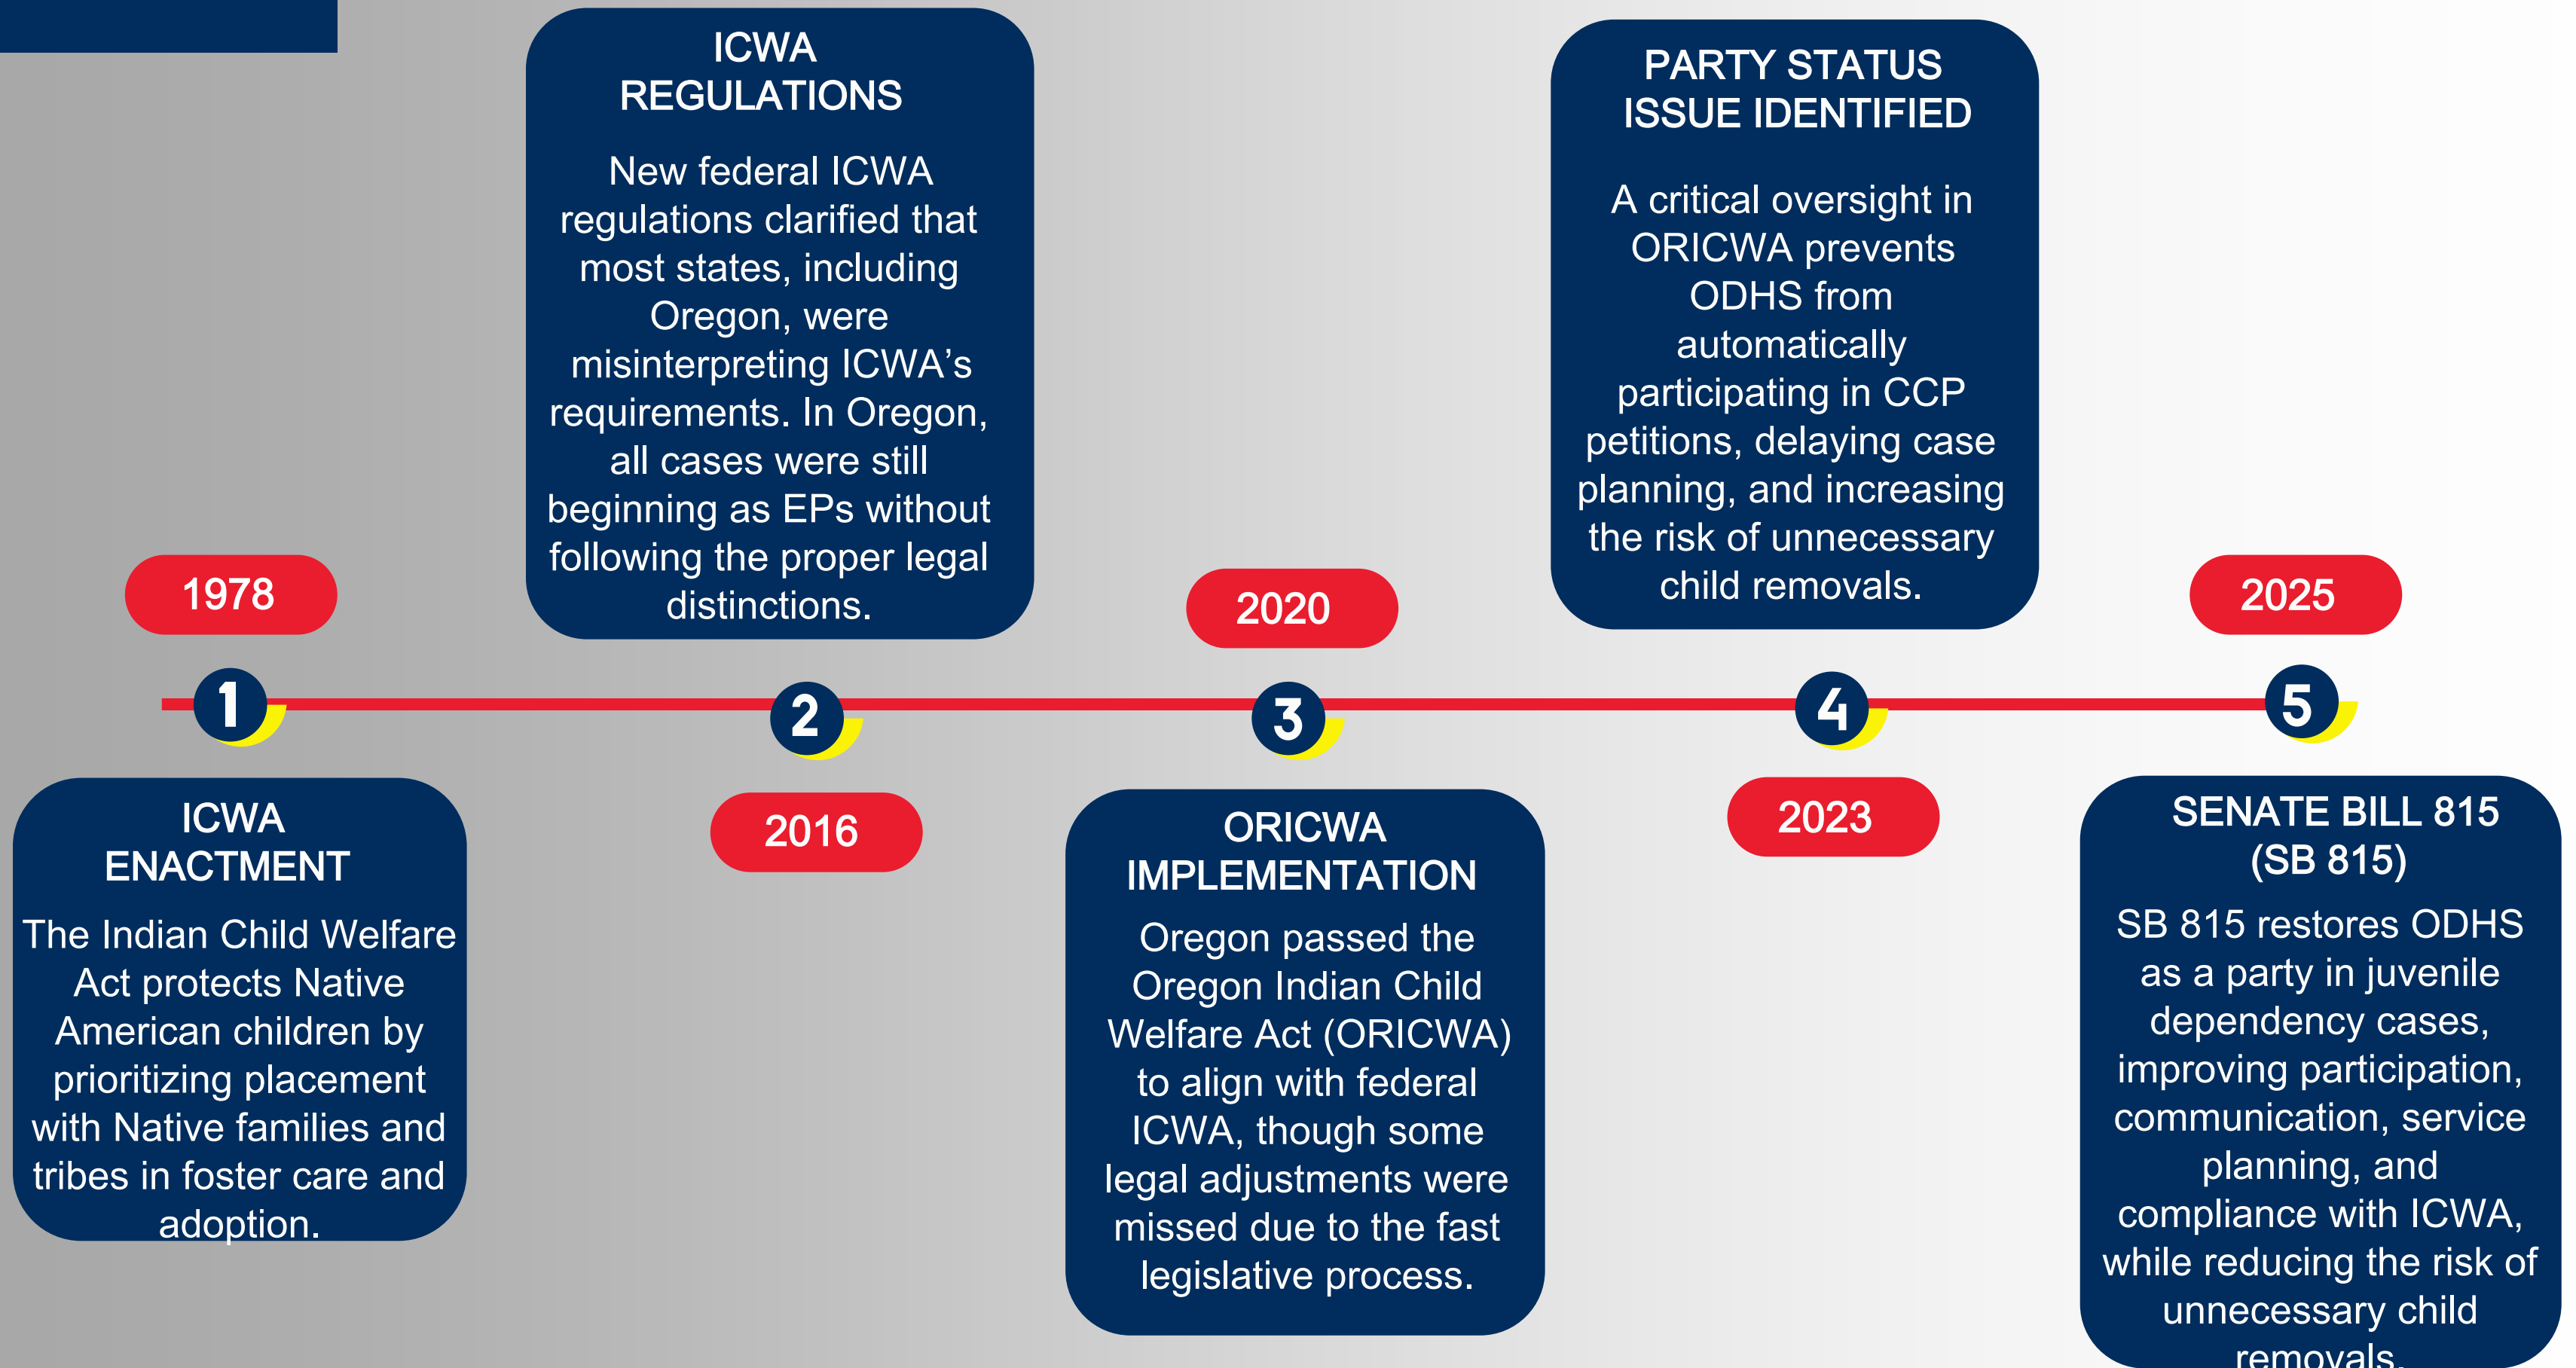 1978
1
ICWA
ENACTMENT
The Indian Child Welfare
Act protects Native
American children by
prioritizing placement
with Native families and
tribes in foster care and
adoption.
ICWA
REGULATIONS
New federal ICWA
regulations clarified that
most states, including
Oregon, were
misinterpreting ICWA’s
requirements. In Oregon,
all cases were still
beginning as EPs without
following the proper legal
distinctions.
2
2016
2020
3
ORICWA
IMPLEMENTATION
Oregon passed the
Oregon Indian Child
Welfare Act (ORICWA)
to align with federal
ICWA, though some
legal adjustments were
missed due to the fast
legislative process.
PARTY STATUS
ISSUE IDENTIFIED
A critical oversight in
ORICWA prevents
ODHS from
automatically
participating in CCP
petitions, delaying case
planning, and increasing
the risk of unnecessary
child removals.
4
2023
2025
5
SENATE BILL 815
(SB 815)
SB 815 restores ODHS
as a party in juvenile
dependency cases,
improving participation,
communication, service
planning, and
compliance with ICWA,
while reducing the risk of
unnecessary child
removals.